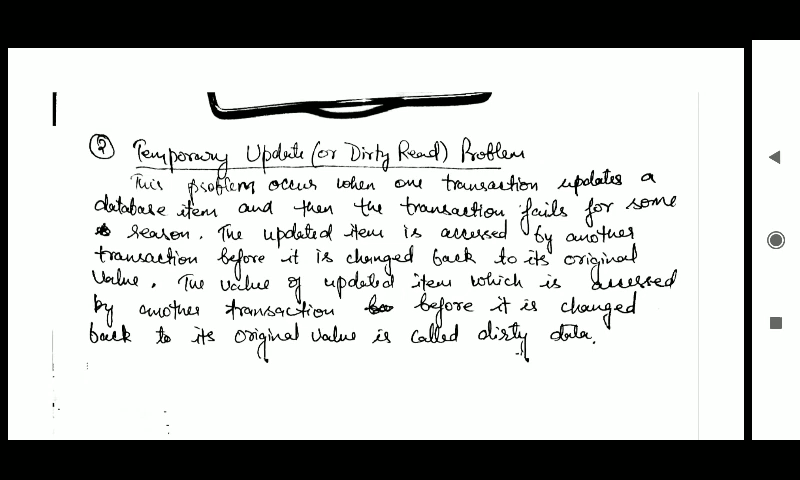 ② Temporary Update (or Dirty Read) Problem
This problem occurs when one transaction updates a
database item and then the transaction fails for some
reason. The updated item is accessed by another
transaction before it is changed back to its original
value. The value of updated item which is accessed
by another transaction before it is changed
back to its original value is called dirty data.